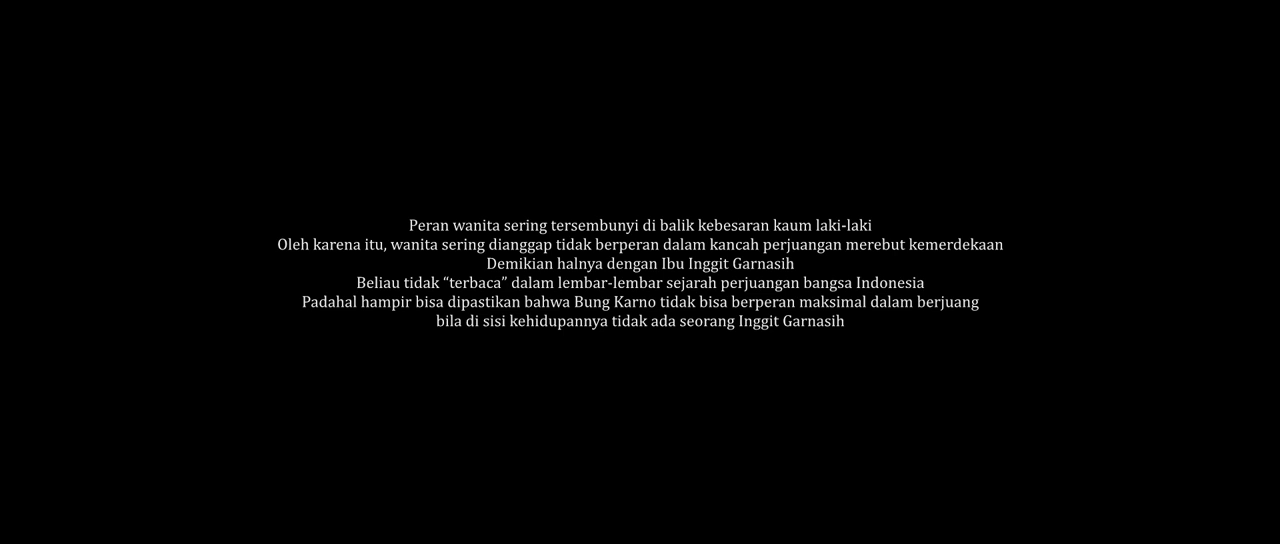 Peran wanita sering tersembunyi di balik kebesaran kaum laki-laki
Oleh karena itu, wanita sering dianggap tidak berperan dalam kancah perjuangan merebut kemerdekaan
Demikian halnya dengan Ibu Inggit Garnasih
Beliau tidak “terbaca” dalam lembar-lembar sejarah perjuangan bangsa Indonesia
Padahal hampir bisa dipastikan bahwa Bung Karno tidak bisa berperan maksimal dalam berjuang
bila di sisi kehidupannya tidak ada seorang Inggit Garnasih